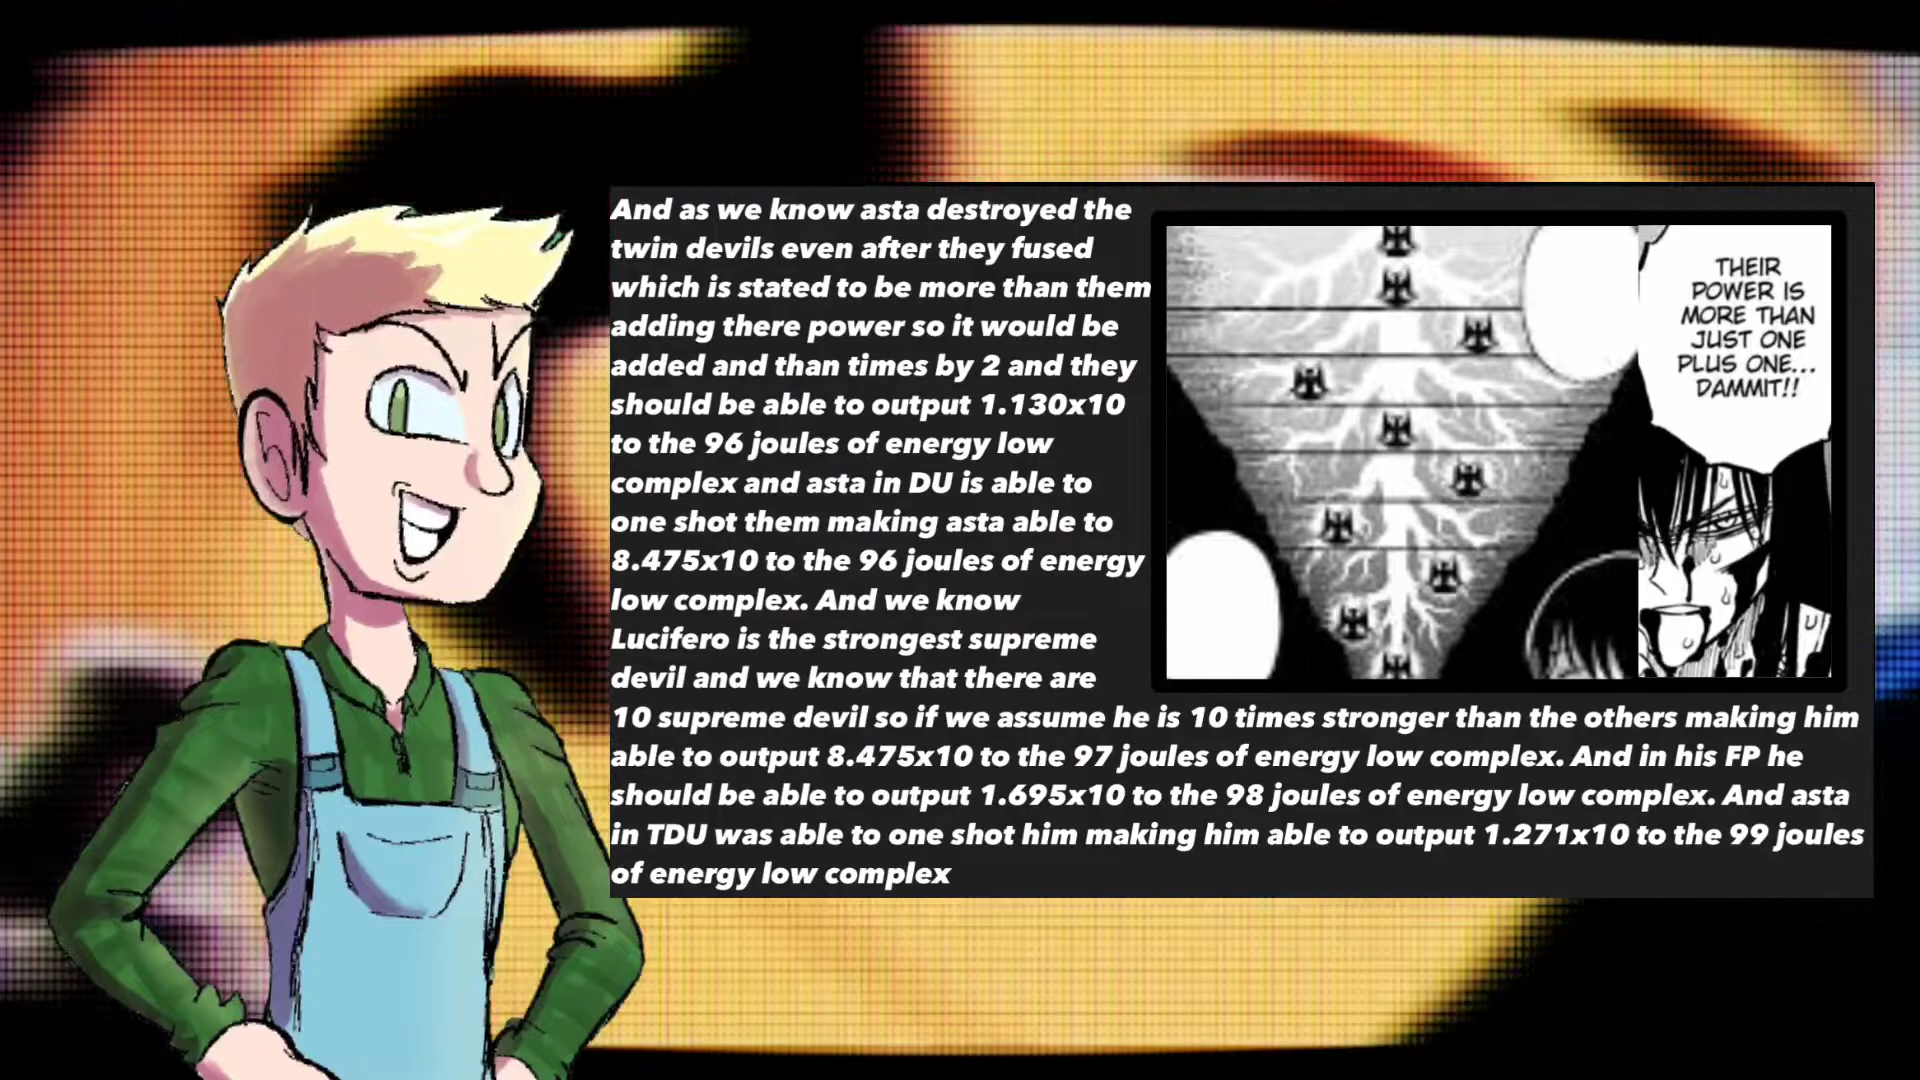 And as we know asta destroyed the
twin devils even after they fused
which is stated to be more than them
adding there power so it would be
added and than times by 2 and they
should be able to output 1.130x10
to the 96 joules of energy low
complex and asta in DU is able to
one shot them making asta able to
8.475x10 to the 96 joules of energy
low complex. And we know
Lucifero is the strongest supreme
devil and we know that there are
10 supreme devil so if we assume he is 10 times stronger than the others making him
able to output 8.475x10 to the 97 joules of energy low complex. And in his FP he
should be able to output 1.695x10 to the 98 joules of energy low complex. And asta
in TDU was able to one shot him making him able to output 1.271x10 to the 99 joules
of energy low complex
THEIR
POWER IS
MORE THAN
JUST ONE
PLUS ONE...
DAMMIT!!